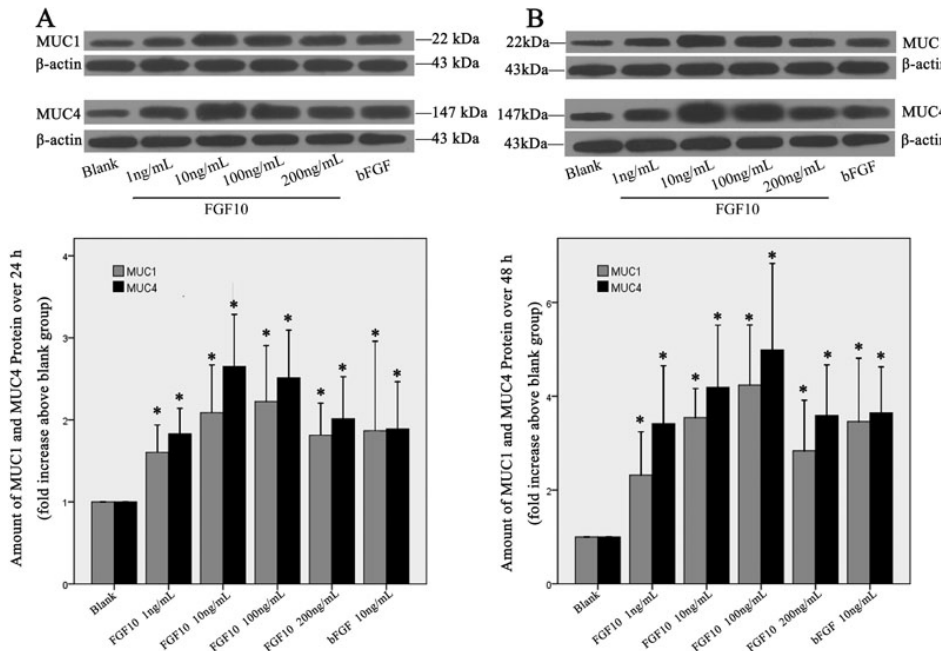 A
MUC1
22 kDa
β-actin
43 kDa
MUC4
147 kDa
β-actin
43 kDa
Blank
1ng/mL
10ng/mL
100ng/mL
200ng/mL
bFGF
FGF10
B
22kDa
MUC
43kDa
β-actin
147kDa
MUC4
43kDa
β-actin
Blank
1ng/mL
10ng/mL
100ng/mL
200ng/mL
bFGF
FGF10
Amount of MUC1 and MUC4 Protein over 24 h
(fold increase above blank group)
4
3
2
1
0
MUC1
MUC4
* * * * * * * * * *
Blank
FGF10 1ng/mL
FGF10 10ng/mL
FGF10 100ng/mL
FGF10 200ng/mL
bFGF 10ng/mL
Amount of MUC1 and MUC4 Protein over 48 h
(fold increase above blank group)
6
4
2
0
MUC1
MUC4
* * * * * * * * * *
Blank
FGF10 1ng/mL
FGF10 10ng/mL
FGF10 100ng/mL
FGF10 200ng/mL
bFGF 10ng/mL